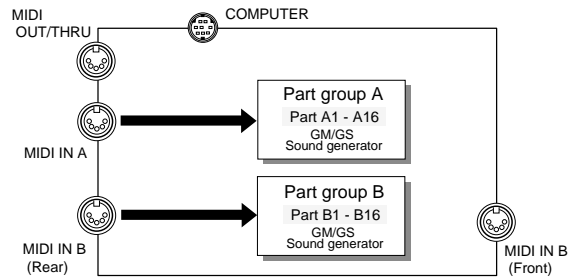 MIDI
OUT/THRU
COMPUTER
Part group A
Part A1 - A16
GM/GS
Sound generator
MIDI IN A
Part group B
Part B1 - B16
GM/GS
Sound generator
MIDI IN B
(Rear)
MIDI IN B
(Front)